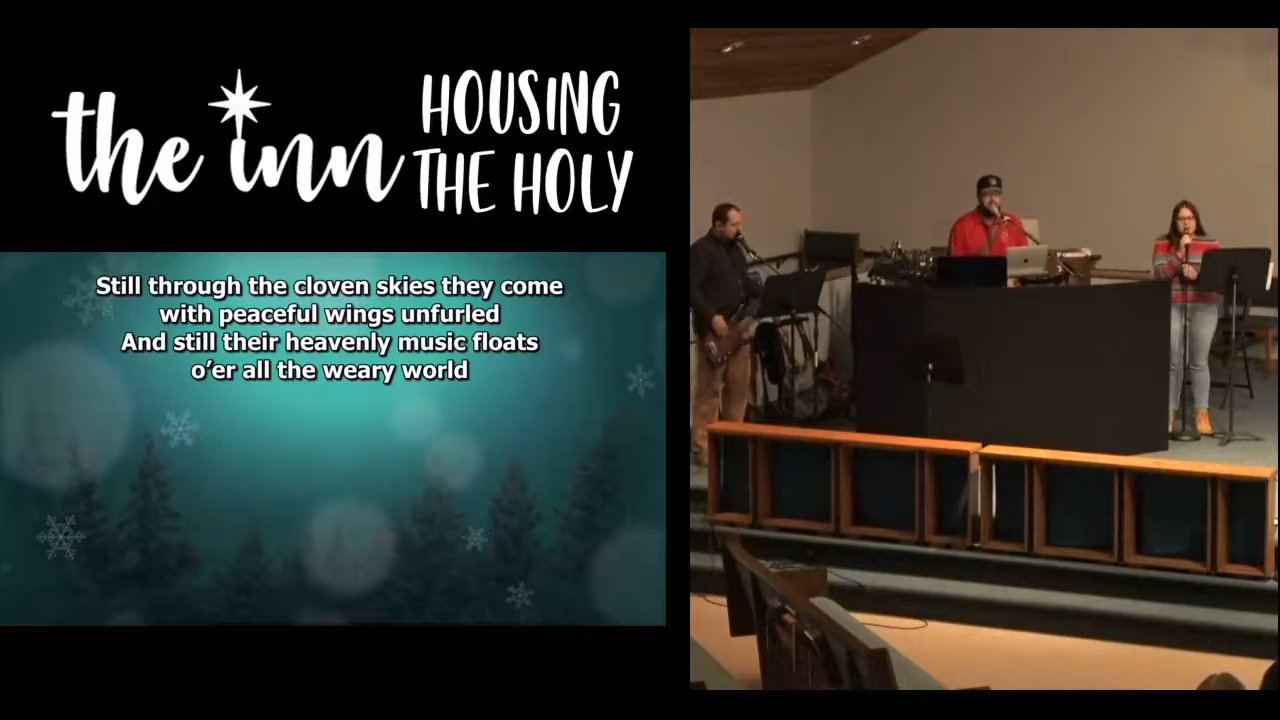 the inn
HOUSING
THE HOLY
Still through the cloven skies they come
with peaceful wings unfurled
And still their heavenly music floats
o’er all the weary world